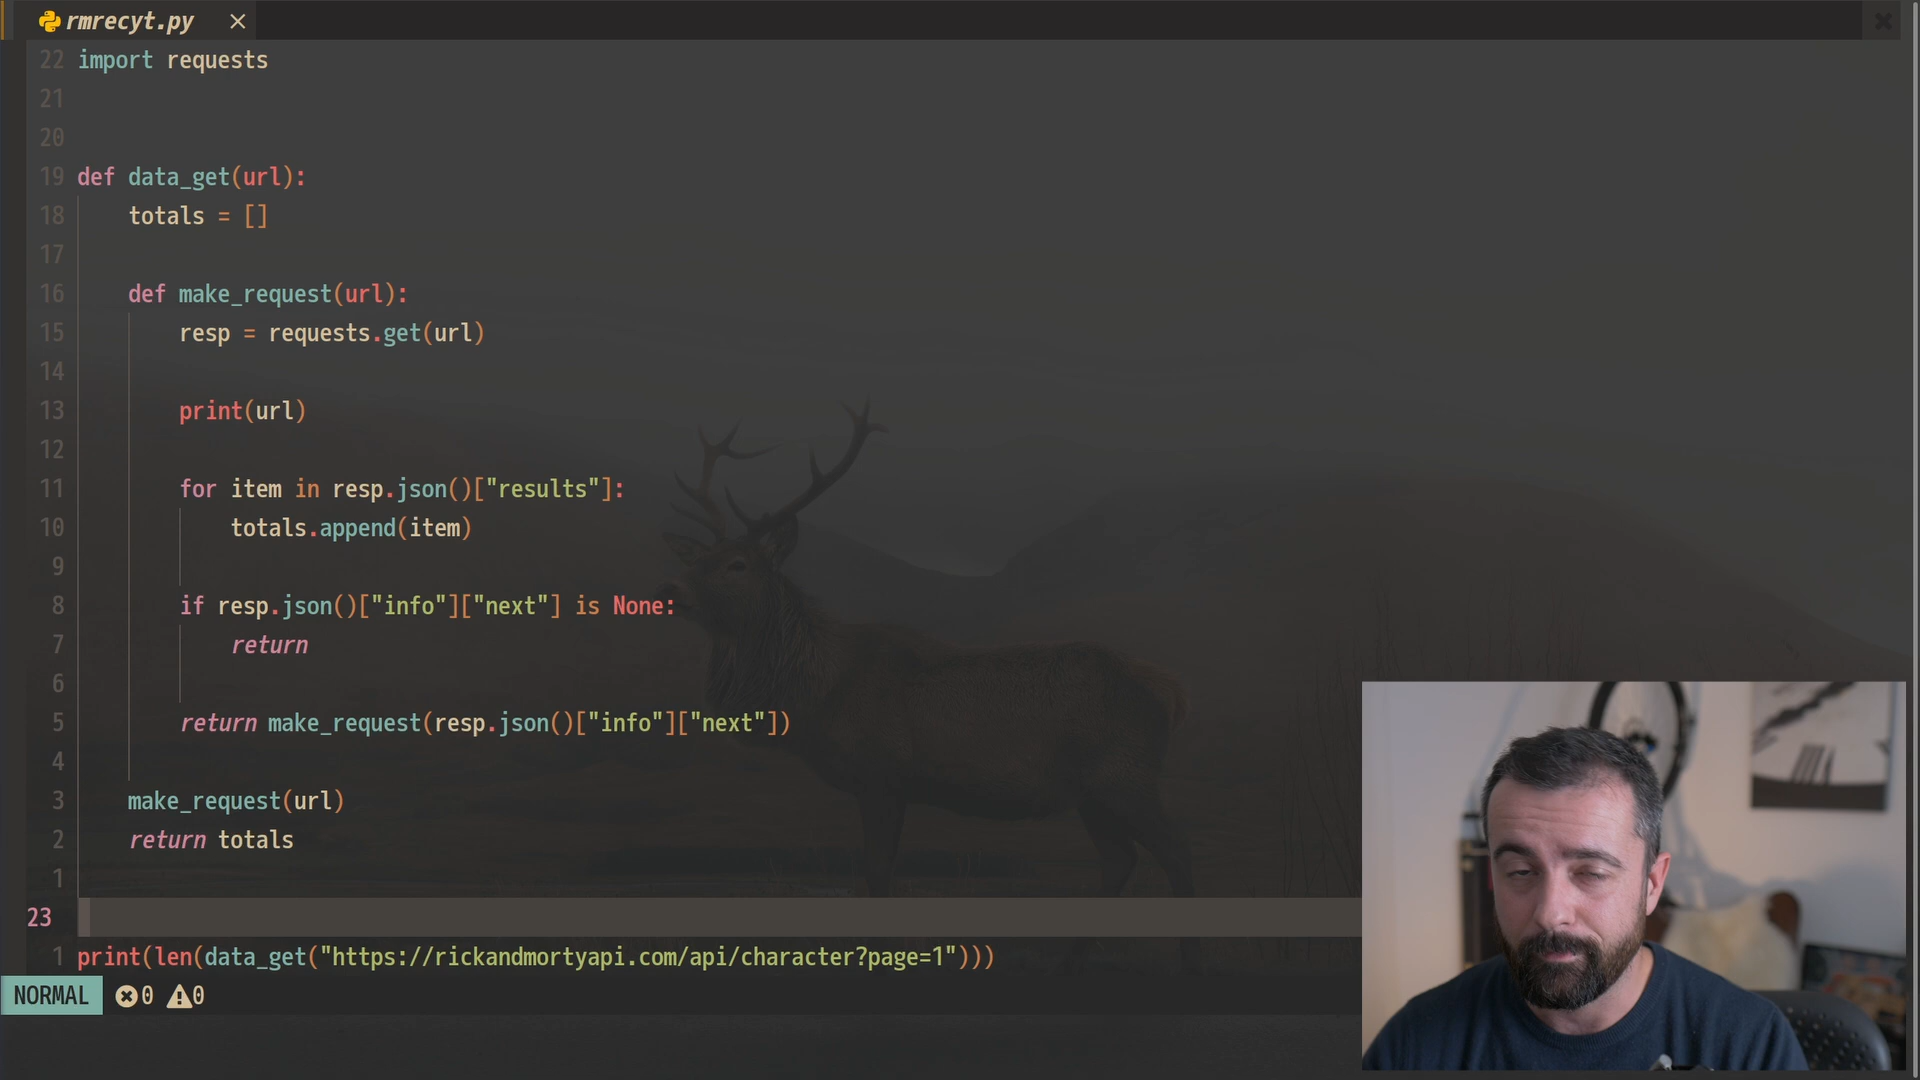 rmrecyt.py ×
22 import requests
21
20
19 def data_get(url):
18 totals = []
17
16 def make_request(url):
15 resp = requests.get(url)
14
13 print(url)
12
11 for item in resp.json()["results"]:
10 totals.append(item)
9
8 if resp.json()["info"]["next"] is None:
7 return
6
5 return make_request(resp.json()["info"]["next"])
4
3 make_request(url)
2 return totals
1
23
1 print(len(data_get("https://rickandmortyapi.com/api/character?page=1")))
NORMAL 0 0